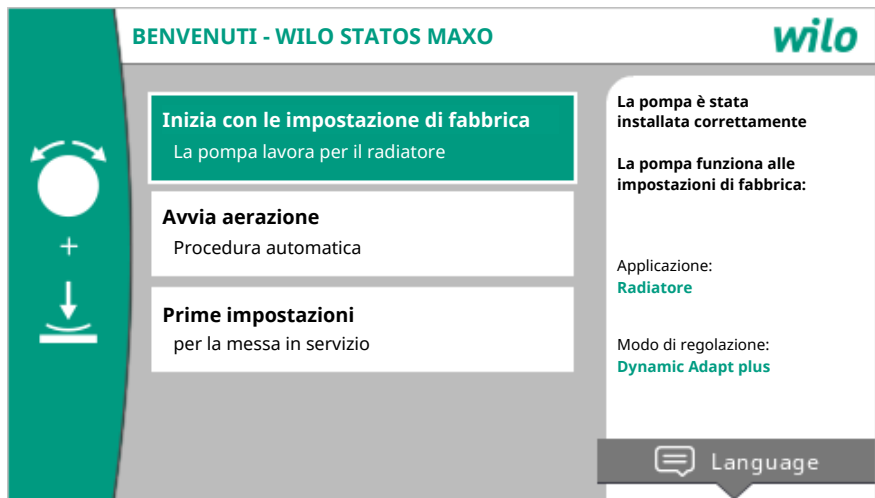 BENVENUTI - WILO STATOS MAXO
wilo
Inizia con le impostazione di fabbrica
La pompa lavora per il radiatore
Avvia aerazione
Procedura automatica
Prime impostazioni
per la messa in servizio
+
La pompa è stata
installata correttamente
La pompa funziona alle
impostazioni di fabbrica:
Applicazione:
Radiatore
Modo di regolazione:
Dynamic Adapt plus
Language